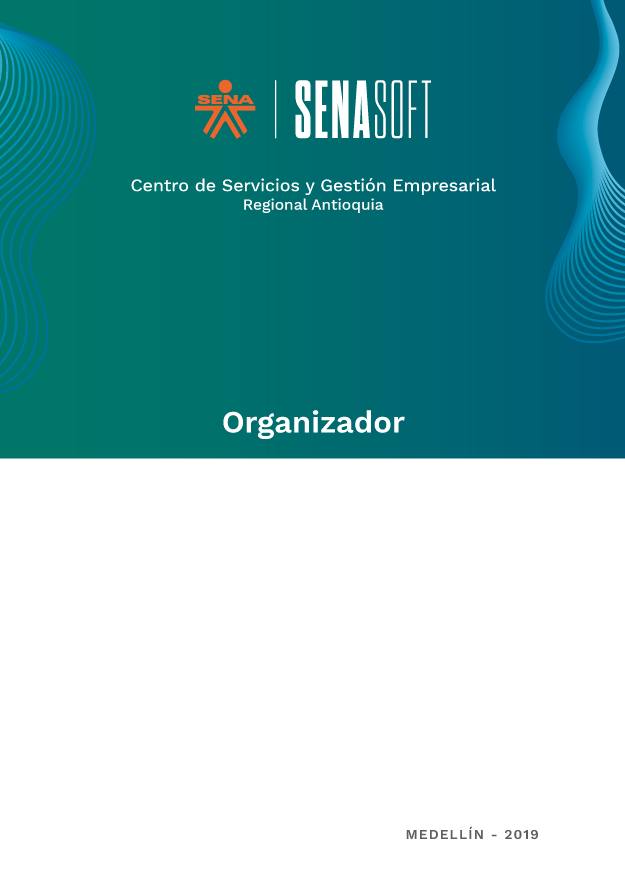 SENA
SENASOFT
Centro de Servicios y Gestión Empresarial
Regional Antioquia
Organizador
MEDELLÍN - 2019